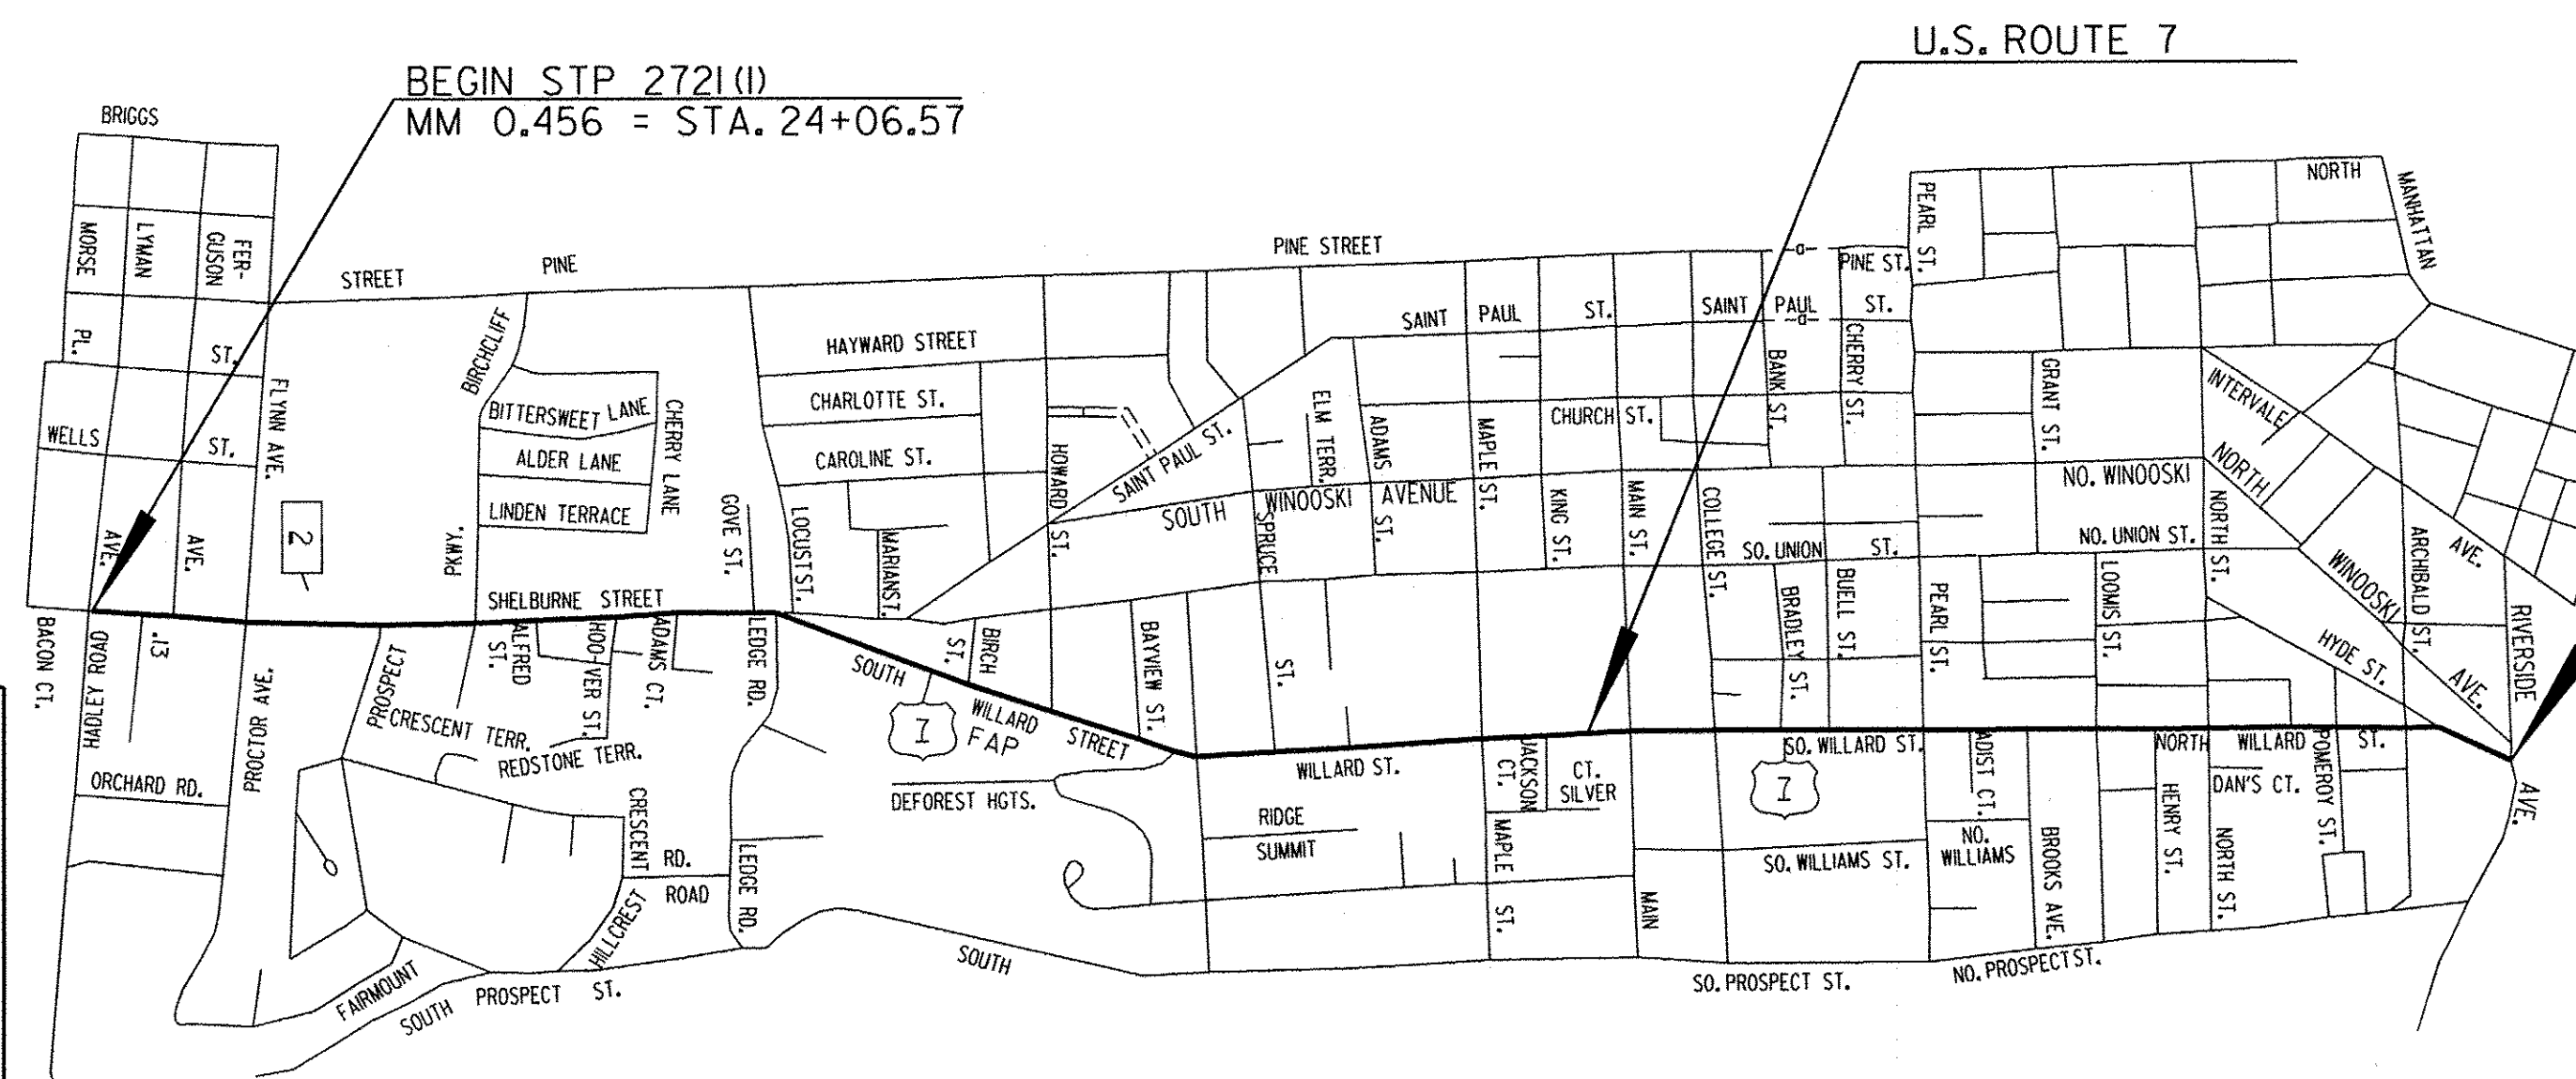 U.S. ROUTE 7
BEGIN STP 2721(1)
MM 0.456 = STA. 24+06.57
BRIGGS
NORTH
MANHATTAN
PEARL ST.
MORSE
LYMAN
FER-
GUSON
STREET
PINE
PINE STREET
PINE ST.
PL.
ST.
SAINT
PAUL
ST.
SAINT
PAUL
ST.
BIRCHCLIFF
HAYWARD STREET
CHARLOTTE ST.
CAROLINE ST.
FLYNN AVE.
BITTERSWEET LANE
ALDER LANE
LINDEN TERRACE
CHERRY LANE
WELLS
ST.
AVE.
AVE.
2
PKWY.
GOVE ST.
LOCUST ST.
MARIAN ST.
HOWARD
ST.
SAINT PAUL ST.
ELM TERR.
ADAMS
ST.
MAPLE ST.
CHURCH ST.
BANK ST.
CHERRY ST.
GRANT ST.
INTERVALE
AVE.
NORTH
WINOOSKI
AVE.
SOUTH
WINOOSKI
AVENUE
NO. WINOOSKI
SPRUCE
ST.
KING ST.
MAIN ST.
COLLEGE ST.
SO. UNION
ST.
NO. UNION ST.
NORTH ST.
ARCHIBALD ST.
RIVERSIDE
AVE.
SHELBURNE STREET
BACON CT.
HADLEY ROAD
.13
PROCTOR AVE.
PROSPECT
ALFRED
ST.
HOO-VER ST.
ADAMS CT.
LEDGE RD.
BIRCH
ST.
BAYVIEW ST.
BRADLEY ST.
BUELL ST.
PEARL ST.
LOOMIS ST.
HYDE ST.
SOUTH
WILLARD
STREET
7
FAP
CRESCENT TERR.
REDSTONE TERR.
ORCHARD RD.
DEFOREST HGTS.
WILLARD ST.
JACKSON
CT.
CT.
SILVER
SO. WILLARD ST.
7
ADIST CT.
NORTH
WILLARD
ST.
DAN'S CT.
POMEROY ST.
CRESCENT
RD.
ROAD
HILLCREST
LEDGE RD.
RIDGE
SUMMIT
MAPLE
ST.
MAIN
SO. WILLIAMS ST.
NO.
WILLIAMS
BROOKS AVE.
HENRY ST.
NORTH ST.
FAIRMOUNT
SOUTH
PROSPECT
ST.
SOUTH
SO. PROSPECT ST.
NO. PROSPECT ST.